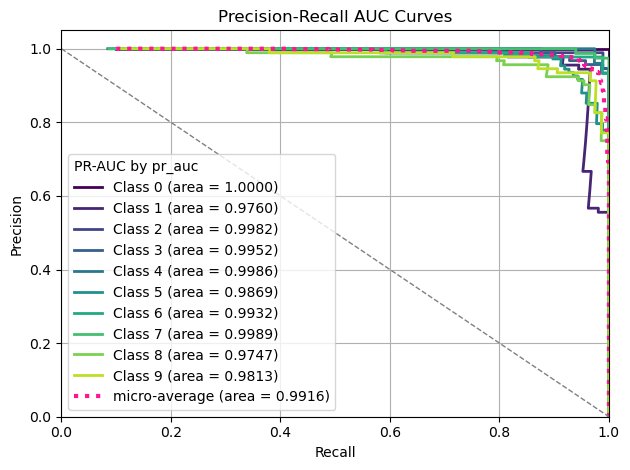 Precision-Recall AUC Curves
1.0
0.8
0.6
0.4
0.2
0.0
Precision
PR-AUC by pr_auc
Class 0 (area = 1.0000)
Class 1 (area = 0.9760)
Class 2 (area = 0.9982)
Class 3 (area = 0.9952)
Class 4 (area = 0.9986)
Class 5 (area = 0.9869)
Class 6 (area = 0.9932)
Class 7 (area = 0.9989)
Class 8 (area = 0.9747)
Class 9 (area = 0.9813)
micro-average (area = 0.9916)
0.0 0.2 0.4 0.6 0.8 1.0
Recall